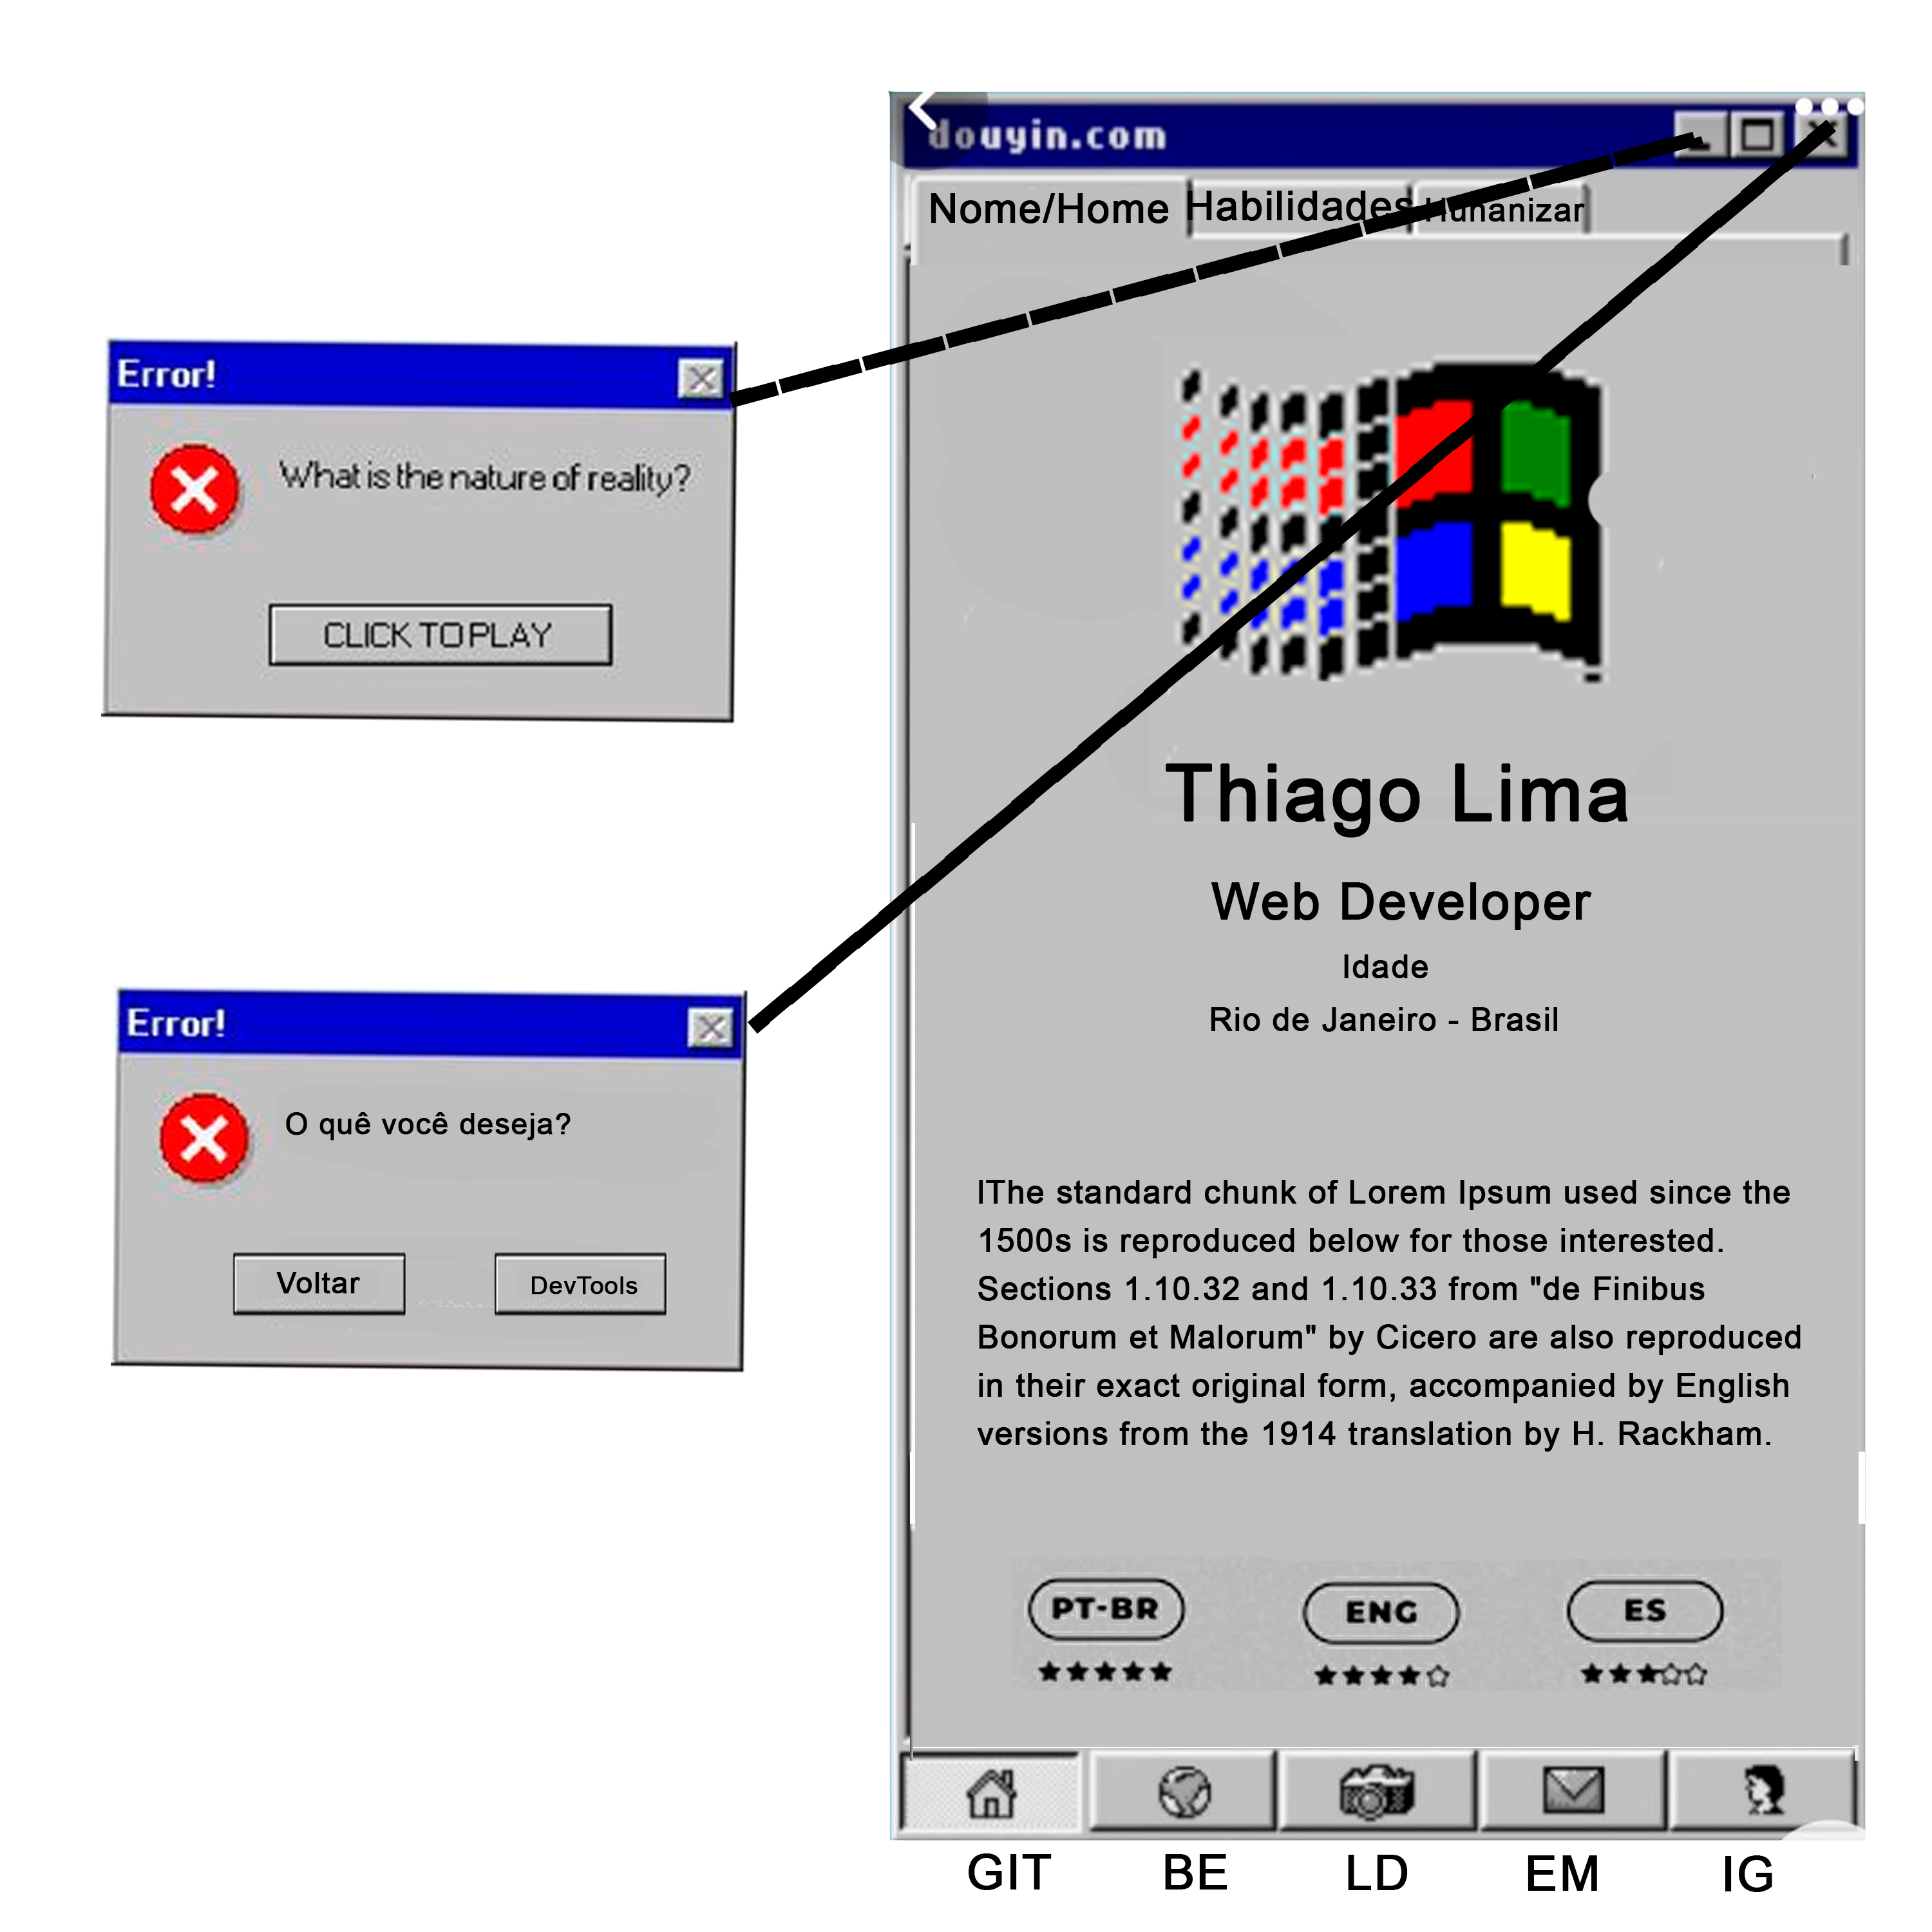 douyin.com
Nome/Home
Habilidades
Humanizar
Error!
What is the nature of reality?
CLICK TO PLAY
Thiago Lima
Web Developer
Idade
Rio de Janeiro - Brasil
Error!
O quê você deseja?
Voltar
DevTools
lThe standard chunk of Lorem Ipsum used since the
1500s is reproduced below for those interested.
Sections 1.10.32 and 1.10.33 from "de Finibus
Bonorum et Malorum" by Cicero are also reproduced
in their exact original form, accompanied by English
versions from the 1914 translation by H. Rackham.
PT-BR
ENG
ES
GIT
BE
LD
EM
IG